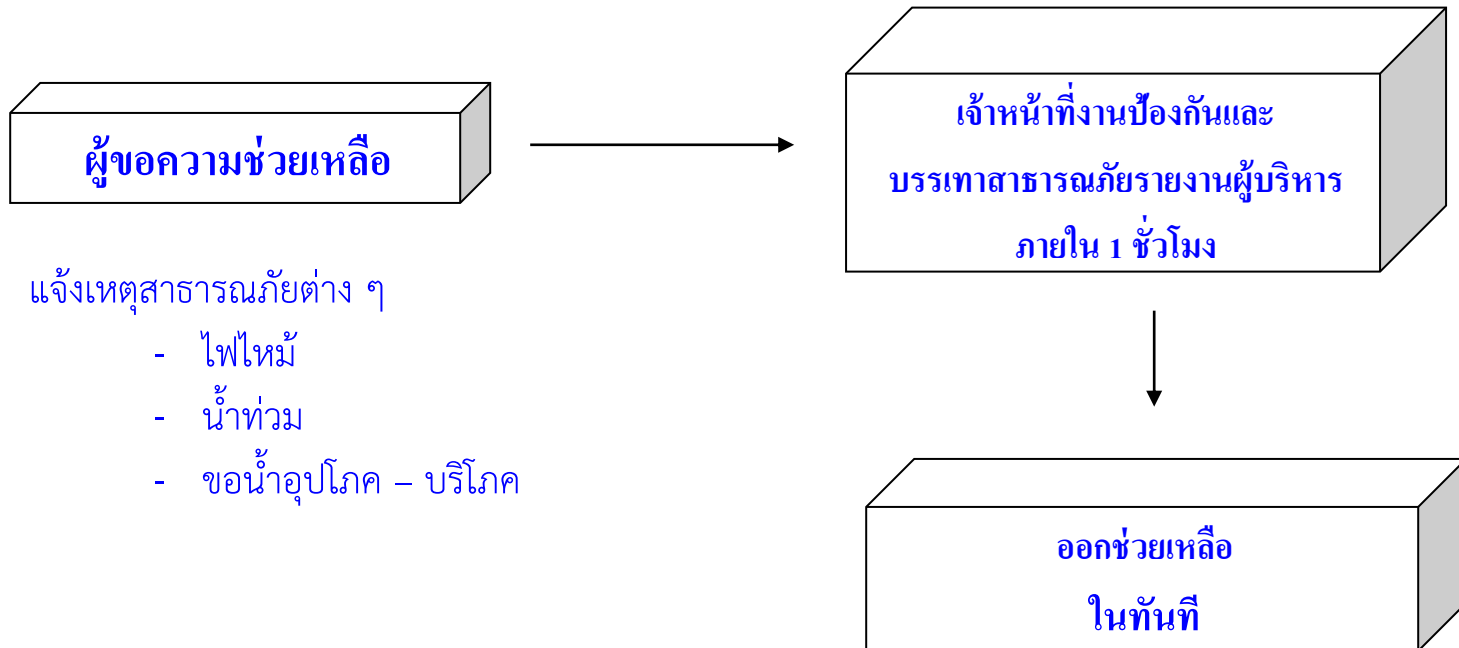 ผู้ขอความช่วยเหลือ
เจ้าหน้าที่งานป้องกันและ
บรรเทาสาธารณภัยรายงานผู้บริหาร
ภายใน 1 ชั่วโมง
แจ้งเหตุสาธารณภัยต่าง ๆ
- ไฟไหม้
- น้ำท่วม
- ขอน้ำอุปโภค – บริโภค
ออกช่วยเหลือ
ในทันที